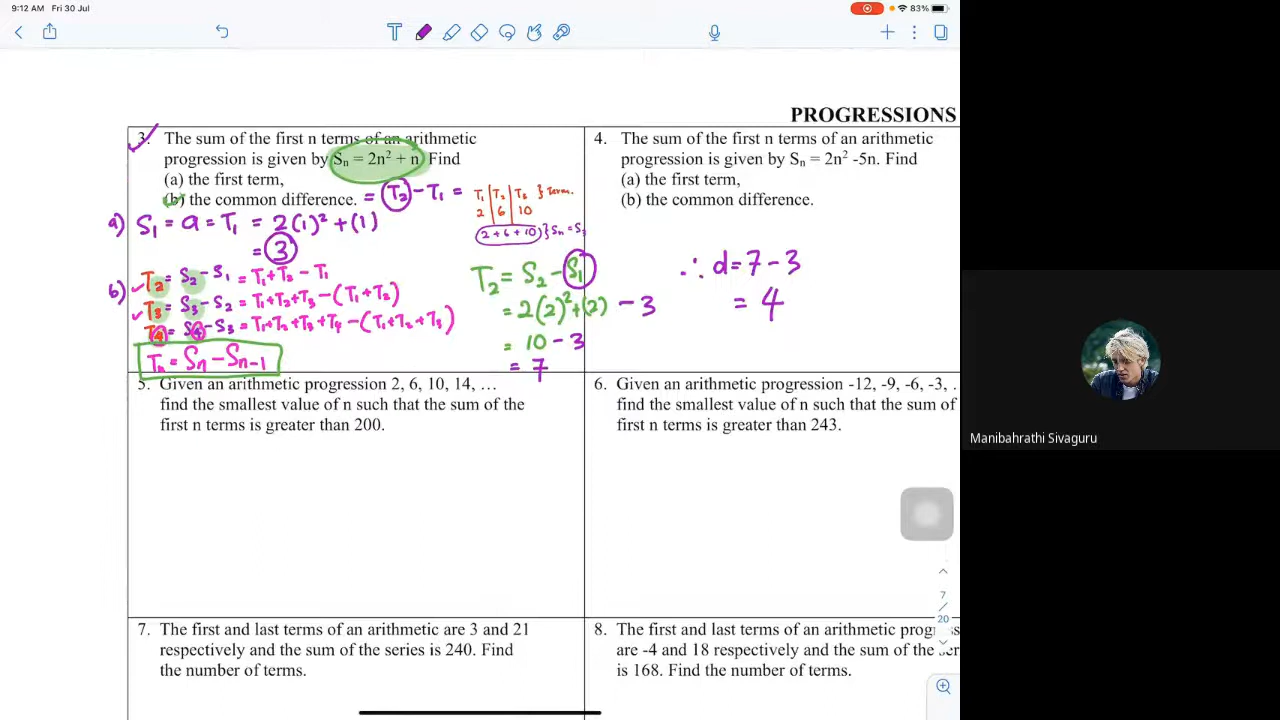 9:12 AM Fri 30 Jul
83%
PROGRESSIONS
3. The sum of the first n terms of an arithmetic
progression is given by Sₙ = 2n² + n. Find
(a) the first term,
(b) the common difference. = T₂ - T₁ =
T₁ T₂ T₃ } Term.
2 6 10
2 + 6 + 10 } Sₙ = S₃
a) S₁ = a = T₁ = 2(1)² + (1)
= 3
b) T₂ = S₂ - S₁ = T₁ + T₂ - T₁
T₃ = S₃ - S₂ = T₁ + T₂ + T₃ - (T₁ + T₂)
T₄ = S₄ - S₃ = T₁ + T₂ + T₃ + T₄ - (T₁ + T₂ + T₃)
Tₙ = Sₙ - Sₙ₋₁
T₂ = S₂ - S₁
= 2(2)² + (2) - 3
= 10 - 3
= 7
∴ d = 7 - 3
= 4
4. The sum of the first n terms of an arithmetic
progression is given by Sₙ = 2n² -5n. Find
(a) the first term,
(b) the common difference.
5. Given an arithmetic progression 2, 6, 10, 14, …
find the smallest value of n such that the sum of the
first n terms is greater than 200.
6. Given an arithmetic progression -12, -9, -6, -3, .
find the smallest value of n such that the sum of
first n terms is greater than 243.
7. The first and last terms of an arithmetic are 3 and 21
respectively and the sum of the series is 240. Find
the number of terms.
8. The first and last terms of an arithmetic prog
are -4 and 18 respectively and the sum of the ser
is 168. Find the number of terms.
7
/
20
Manibahrathi Sivaguru